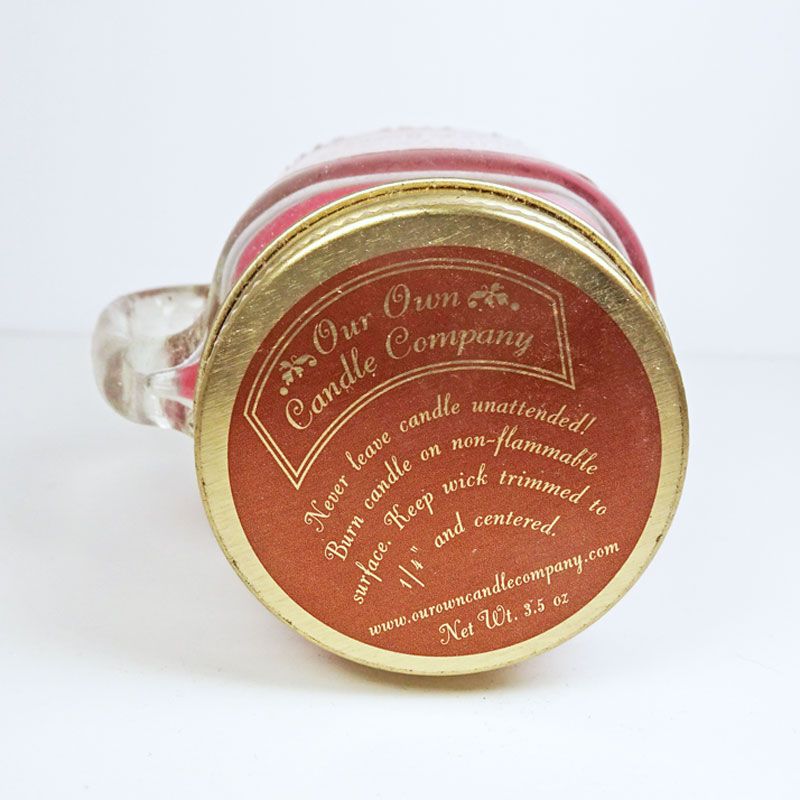 Our Own
Candle Company
Never leave candle unattended!
Burn candle on non-flammable
surface. Keep wick trimmed to
1/4" and centered.
www.ourowncandlecompany.com
Net Wt. 3.5 oz